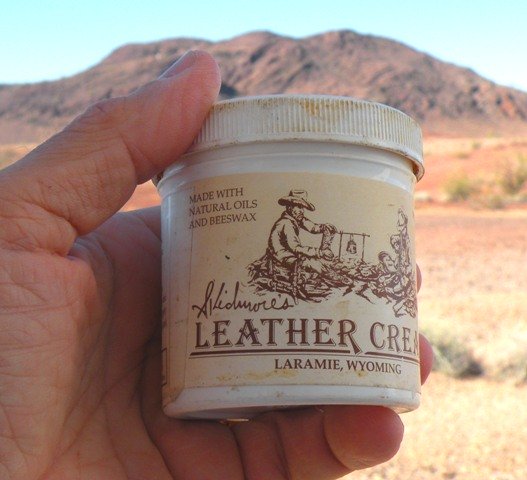 MADE WITH
NATURAL OILS
AND BEESWAX
Skidmore's
LEATHER CREA
LARAMIE, WYOMING